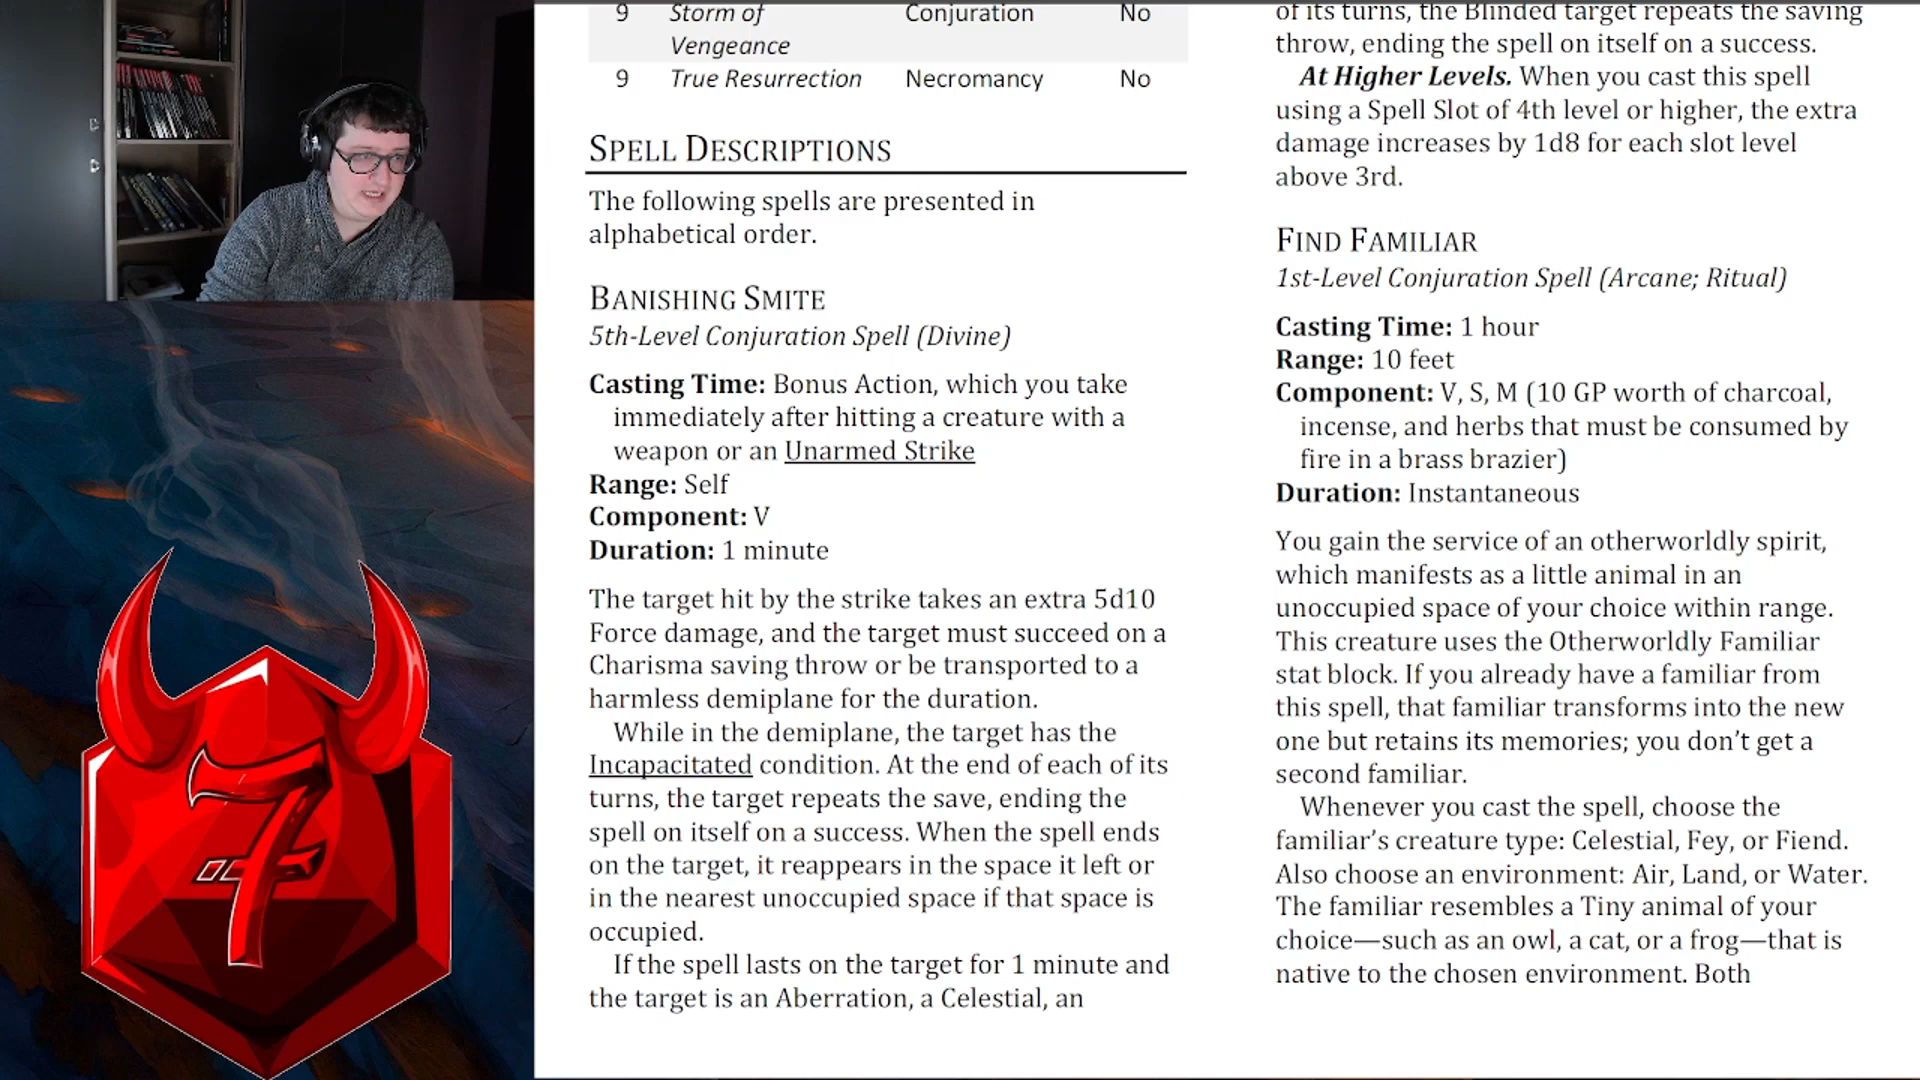 9 Storm of Conjuration No
Vengeance
9 True Resurrection Necromancy No
SPELL DESCRIPTIONS
The following spells are presented in
alphabetical order.
BANISHING SMITE
5th-Level Conjuration Spell (Divine)
Casting Time: Bonus Action, which you take
immediately after hitting a creature with a
weapon or an Unarmed Strike
Range: Self
Component: V
Duration: 1 minute
The target hit by the strike takes an extra 5d10
Force damage, and the target must succeed on a
Charisma saving throw or be transported to a
harmless demiplane for the duration.
While in the demiplane, the target has the
Incapacitated condition. At the end of each of its
turns, the target repeats the save, ending the
spell on itself on a success. When the spell ends
on the target, it reappears in the space it left or
in the nearest unoccupied space if that space is
occupied.
If the spell lasts on the target for 1 minute and
the target is an Aberration, a Celestial, an
of its turns, the Blinded target repeats the saving
throw, ending the spell on itself on a success.
At Higher Levels. When you cast this spell
using a Spell Slot of 4th level or higher, the extra
damage increases by 1d8 for each slot level
above 3rd.
FIND FAMILIAR
1st-Level Conjuration Spell (Arcane; Ritual)
Casting Time: 1 hour
Range: 10 feet
Component: V, S, M (10 GP worth of charcoal,
incense, and herbs that must be consumed by
fire in a brass brazier)
Duration: Instantaneous
You gain the service of an otherworldly spirit,
which manifests as a little animal in an
unoccupied space of your choice within range.
This creature uses the Otherworldly Familiar
stat block. If you already have a familiar from
this spell, that familiar transforms into the new
one but retains its memories; you don’t get a
second familiar.
Whenever you cast the spell, choose the
familiar’s creature type: Celestial, Fey, or Fiend.
Also choose an environment: Air, Land, or Water.
The familiar resembles a Tiny animal of your
choice—such as an owl, a cat, or a frog—that is
native to the chosen environment. Both
7